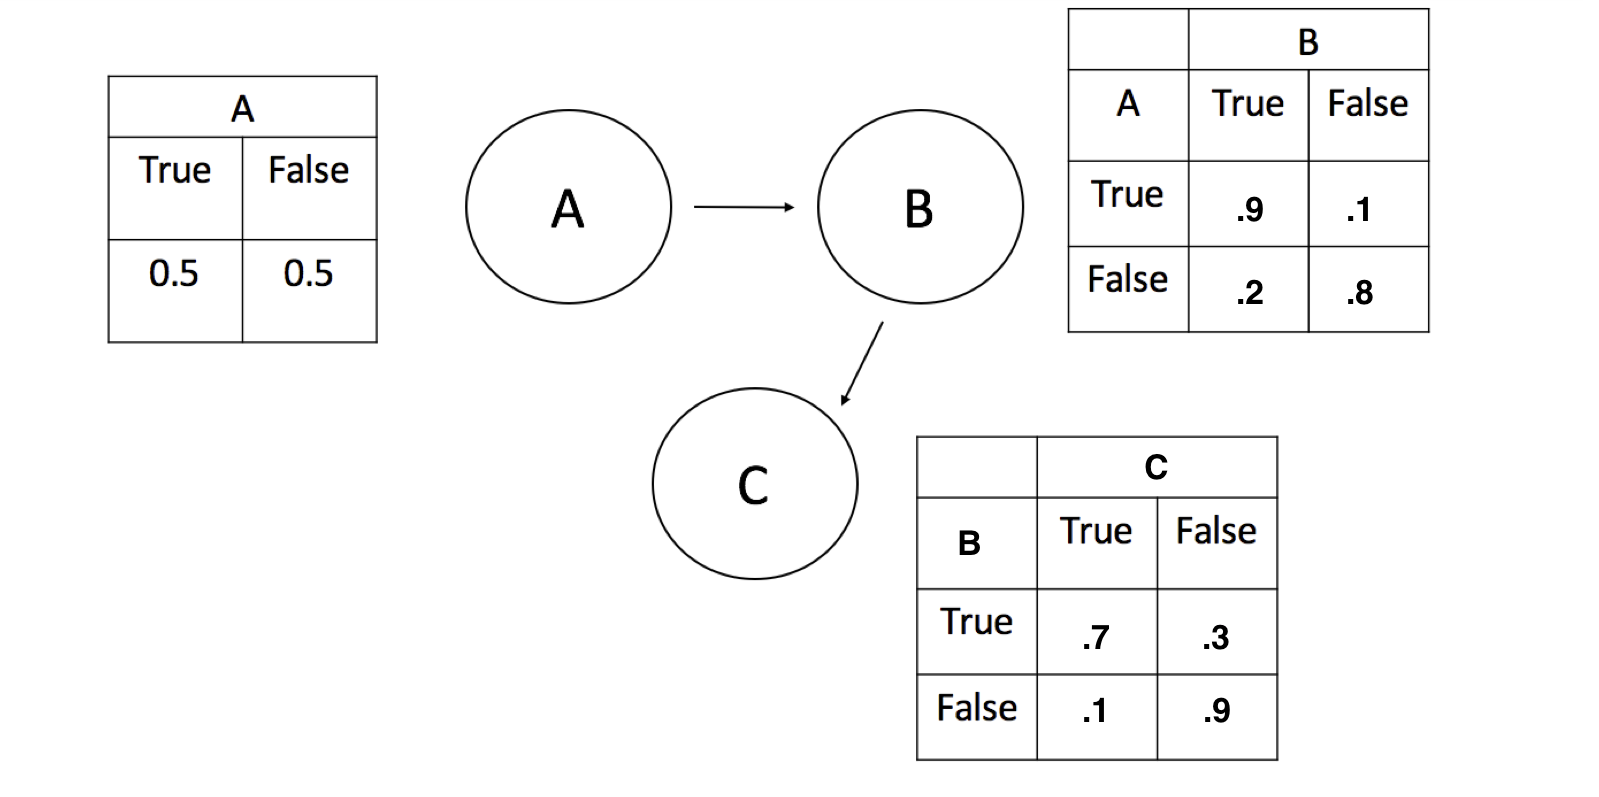 A
True False
0.5 0.5
A
B
C
B
A True False
True .9 .1
False .2 .8
C
B True False
True .7 .3
False .1 .9